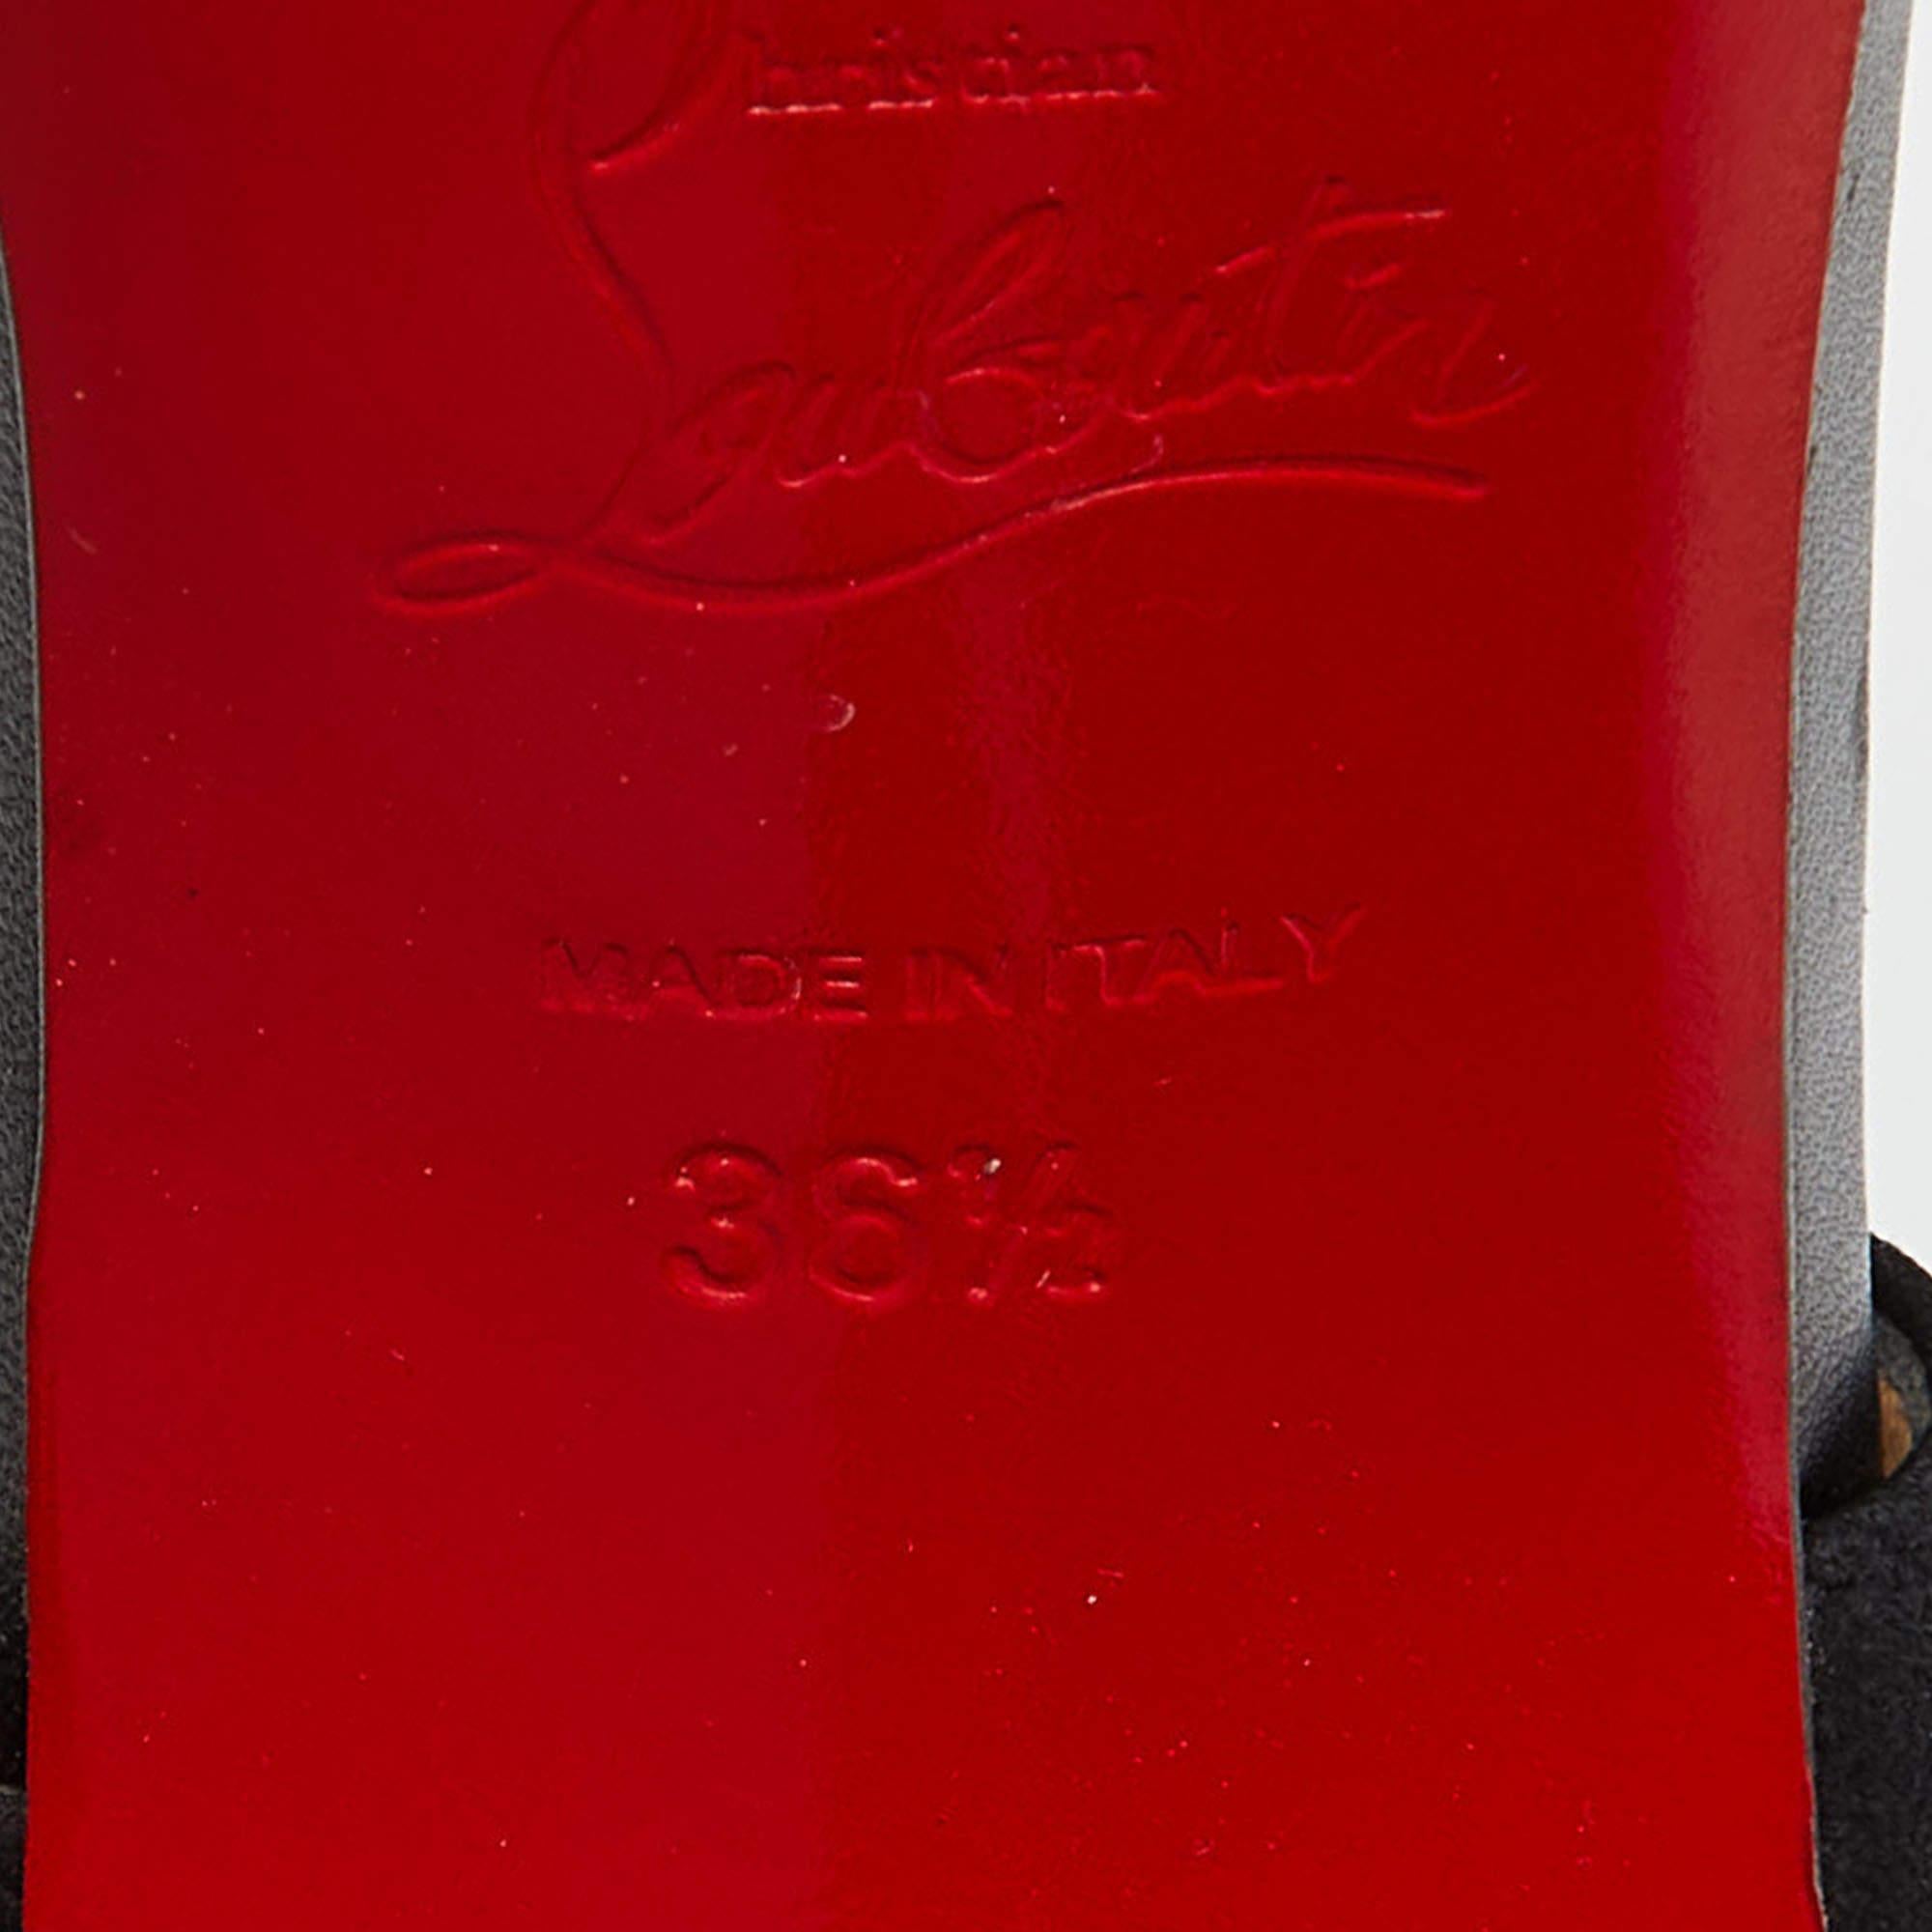 Christian
Louboutin
MADE IN ITALY
36½